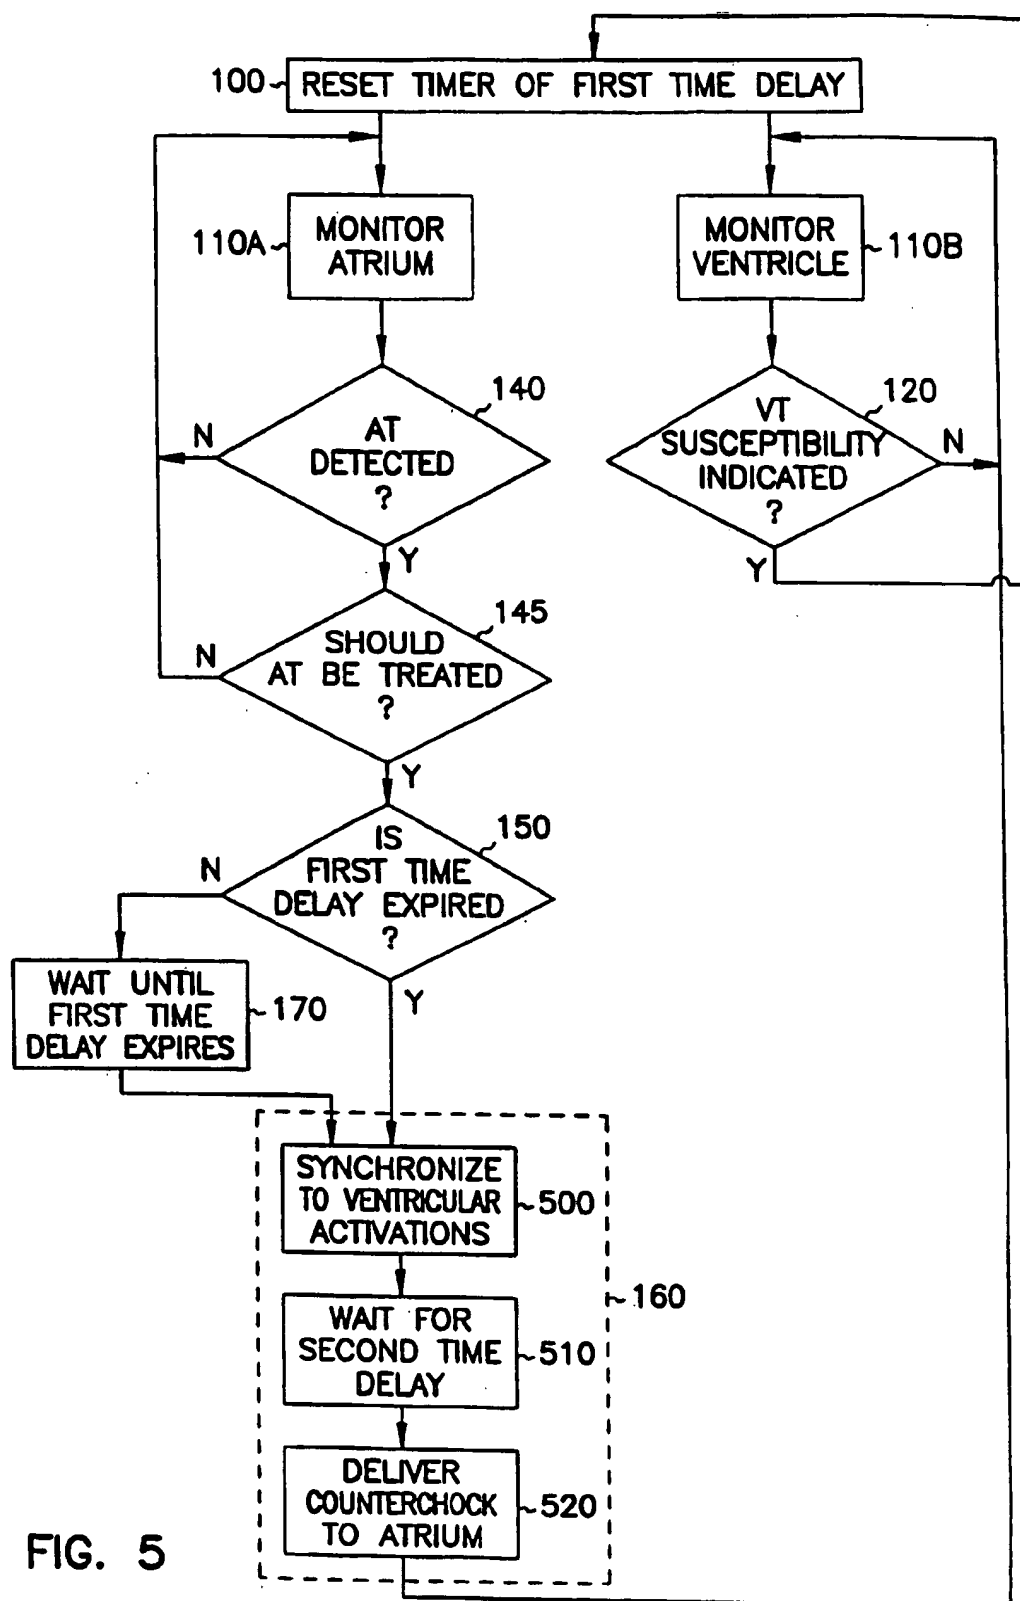 100
RESET TIMER OF FIRST TIME DELAY
110A
MONITOR
ATRIUM
MONITOR
VENTRICLE
110B
140
AT
DETECTED
?
N
Y
120
VT
SUSCEPTIBILITY
INDICATED
?
N
Y
145
SHOULD
AT BE TREATED
?
N
Y
150
IS
FIRST TIME
DELAY EXPIRED
?
N
Y
WAIT UNTIL
FIRST TIME
DELAY EXPIRES
170
SYNCHRONIZE
TO VENTRICULAR
ACTIVATIONS
500
160
WAIT FOR
SECOND TIME
DELAY
510
DELIVER
COUNTERCHOCK
TO ATRIUM
520
FIG. 5